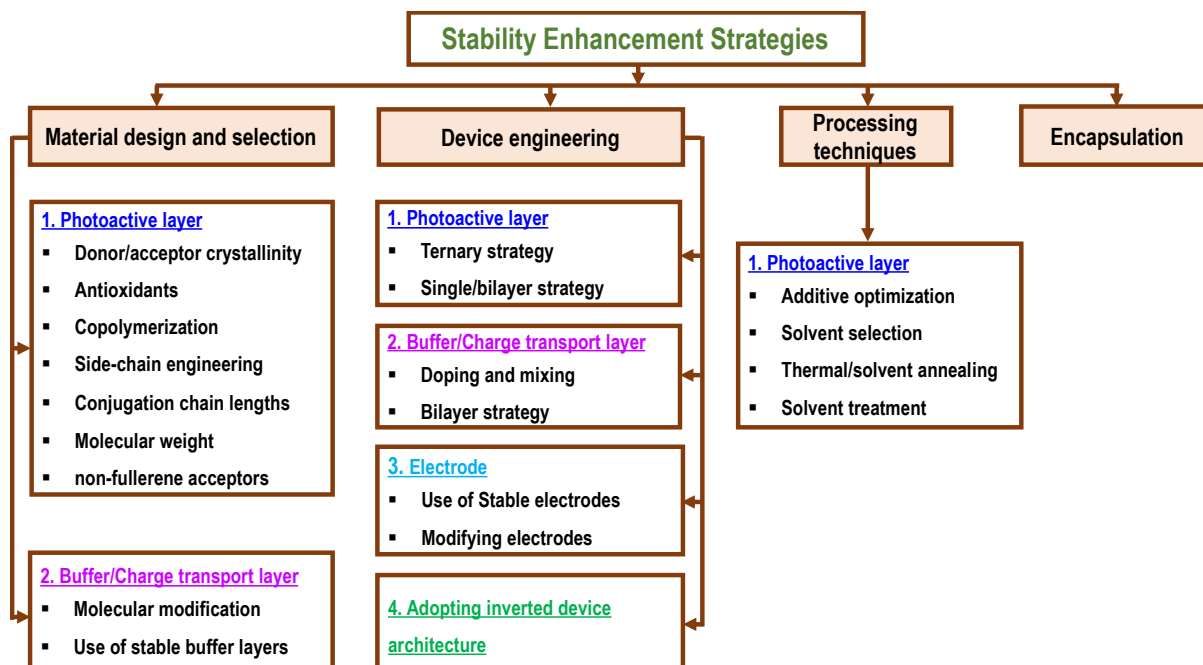 Stability Enhancement Strategies
Material design and selection
Device engineering
Processing
techniques
Encapsulation
1. Photoactive layer
▪ Donor/acceptor crystallinity
▪ Antioxidants
▪ Copolymerization
▪ Side-chain engineering
▪ Conjugation chain lengths
▪ Molecular weight
▪ non-fullerene acceptors
2. Buffer/Charge transport layer
▪ Molecular modification
▪ Use of stable buffer layers
1. Photoactive layer
▪ Ternary strategy
▪ Single/bilayer strategy
2. Buffer/Charge transport layer
▪ Doping and mixing
▪ Bilayer strategy
3. Electrode
▪ Use of Stable electrodes
▪ Modifying electrodes
4. Adopting inverted device
architecture
1. Photoactive layer
▪ Additive optimization
▪ Solvent selection
▪ Thermal/solvent annealing
▪ Solvent treatment